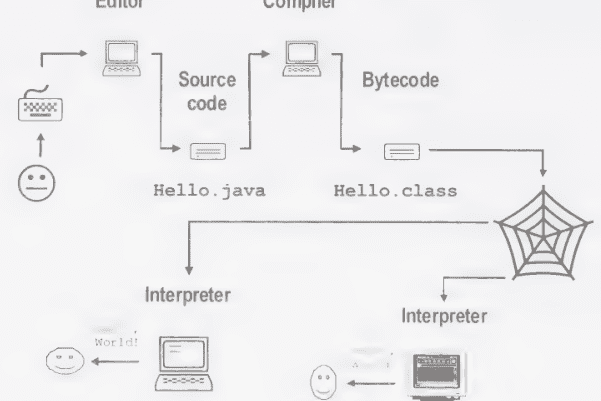 Editor
Compiler
Source
code
Bytecode
Hello.java
Hello.class
Interpreter
Interpreter
World!